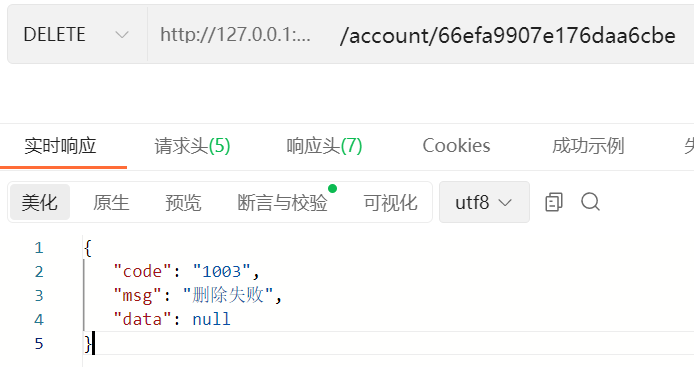 DELETE http://127.0.0.1:... /account/66efa9907e176daa6cbe
实时响应 请求头(5) 响应头(7) Cookies 成功示例
美化 原生 预览 断言与校验 可视化 utf8
1 {
2 "code": "1003",
3 "msg": "删除失败",
4 "data": null
5 }